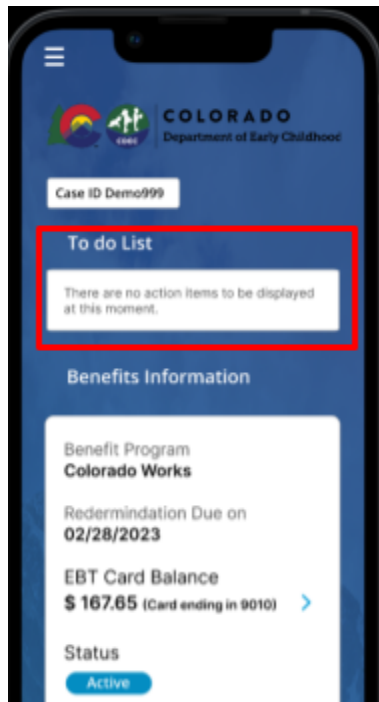 COLORADO
Department of Early Childhood
CDEC
Case ID Demo999
To do List
There are no action items to be displayed
at this moment.
Benefits Information
Benefit Program
Colorado Works
Redermindation Due on
02/28/2023
EBT Card Balance
$ 167.65 (Card ending in 9010)
Status
Active